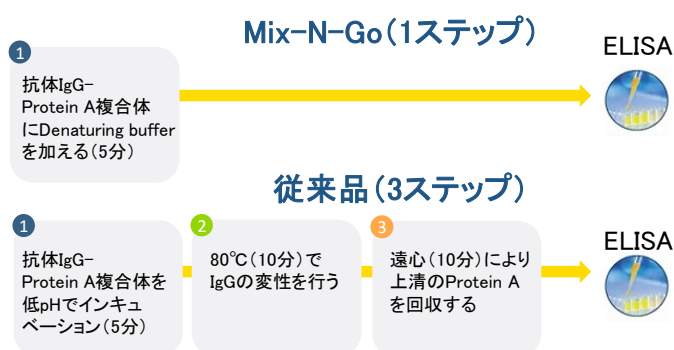 Mix-N-Go（1ステップ）
ELISA
1
抗体IgG-
Protein A複合体
にDenaturing buffer
を加える（5分）
従来品（3ステップ）
1
抗体IgG-
Protein A複合体を
低pHでインキュ
ベーション（5分）
2
80℃（10分）で
IgGの変性を行う
3
遠心（10分）により
上清のProtein A
を回収する
ELISA